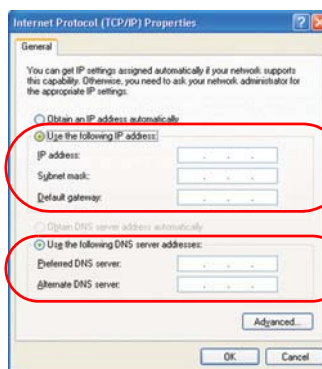 Internet Protocol (TCP/IP) Properties
General
You can get IP settings assigned automatically if your network supports
this capability. Otherwise, you need to ask your network administrator for
the appropriate IP settings.
Obtain an IP address automatically
Use the following IP address:
IP address:
Subnet mask:
Default gateway:
Obtain DNS server address automatically
Use the following DNS server addresses:
Preferred DNS server:
Alternate DNS server:
Advanced...
OK Cancel